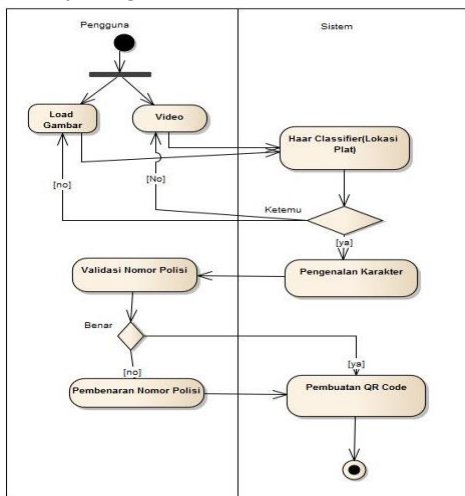 Pengguna
Sistem
Load
Gambar
Video
Haar Classifier(Lokasi
Plat)
[no]
[No]
Ketemu
[ya]
Validasi Nomor Polisi
Pengenalan Karakter
Benar
[no]
[ya]
Pembenaran Nomor Polisi
Pembuatan QR Code